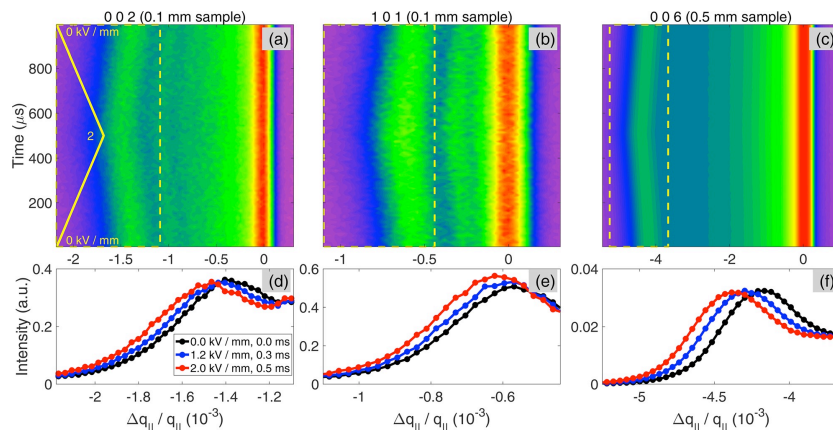 0 0 2 (0.1 mm sample)
1 0 1 (0.1 mm sample)
0 0 6 (0.5 mm sample)
(a)
(b)
(c)
0 kV / mm
2
0 kV / mm
Time (μs)
800
600
400
200
-2 -1.5 -1 -0.5 0
-1 -0.5 0
-4 -2 0
(d)
(e)
(f)
Intensity (a.u.)
0.4
0.2
0
0.6
0.4
0.2
0
0.04
0.02
0
0.0 kV / mm, 0.0 ms
1.2 kV / mm, 0.3 ms
2.0 kV / mm, 0.5 ms
-2 -1.8 -1.6 -1.4 -1.2
-1 -0.8 -0.6
-5 -4.5 -4
Δq|| / q|| (10⁻³)
Δq|| / q|| (10⁻³)
Δq|| / q|| (10⁻³)